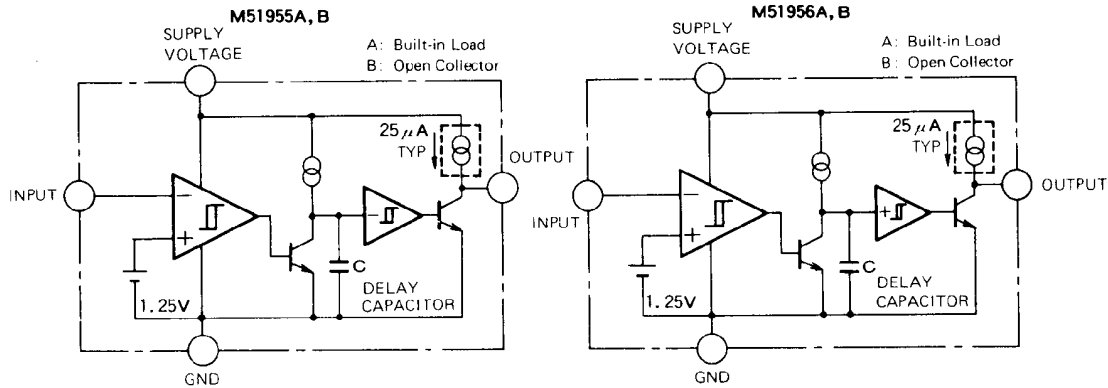 M51955A, B
SUPPLY
VOLTAGE
A: Built-in Load
B: Open Collector
25μA
TYP
INPUT
OUTPUT
−
+
−
1.25V
C
DELAY
CAPACITOR
GND
M51956A, B
SUPPLY
VOLTAGE
A: Built-in Load
B: Open Collector
25μA
TYP
INPUT
OUTPUT
−
+
+
1.25V
C
DELAY
CAPACITOR
GND